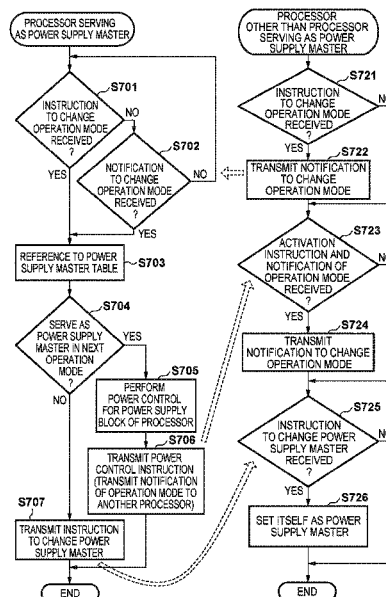 PROCESSOR SERVING
AS POWER SUPPLY MASTER
S701
INSTRUCTION
TO CHANGE
OPERATION MODE
RECEIVED
?
NO
YES
S702
NOTIFICATION
TO CHANGE OPERATION
MODE RECEIVED
?
NO
YES
REFERENCE TO POWER
SUPPLY MASTER TABLE
S703
S704
SERVE AS
POWER SUPPLY
MASTER IN NEXT
OPERATION
MODE
?
YES
NO
S705
PERFORM
POWER CONTROL
FOR POWER SUPPLY
BLOCK OF PROCESSOR
S706
TRANSMIT POWER
CONTROL INSTRUCTION
(TRANSMIT NOTIFICATION
OF OPERATION MODE TO
ANOTHER PROCESSOR)
S707
TRANSMIT INSTRUCTION
TO CHANGE POWER
SUPPLY MASTER
END
PROCESSOR
OTHER THAN PROCESSOR
SERVING AS POWER
SUPPLY MASTER
S721
INSTRUCTION
TO CHANGE
OPERATION MODE
RECEIVED
?
YES
S722
TRANSMIT NOTIFICATION
TO CHANGE
OPERATION MODE
S723
ACTIVATION
INSTRUCTION AND
NOTIFICATION OF
OPERATION MODE
RECEIVED
?
YES
S724
TRANSMIT
NOTIFICATION TO CHANGE
OPERATION MODE
S725
INSTRUCTION
TO CHANGE POWER
SUPPLY MASTER
RECEIVED
?
YES
S726
SET ITSELF AS POWER
SUPPLY MASTER
END